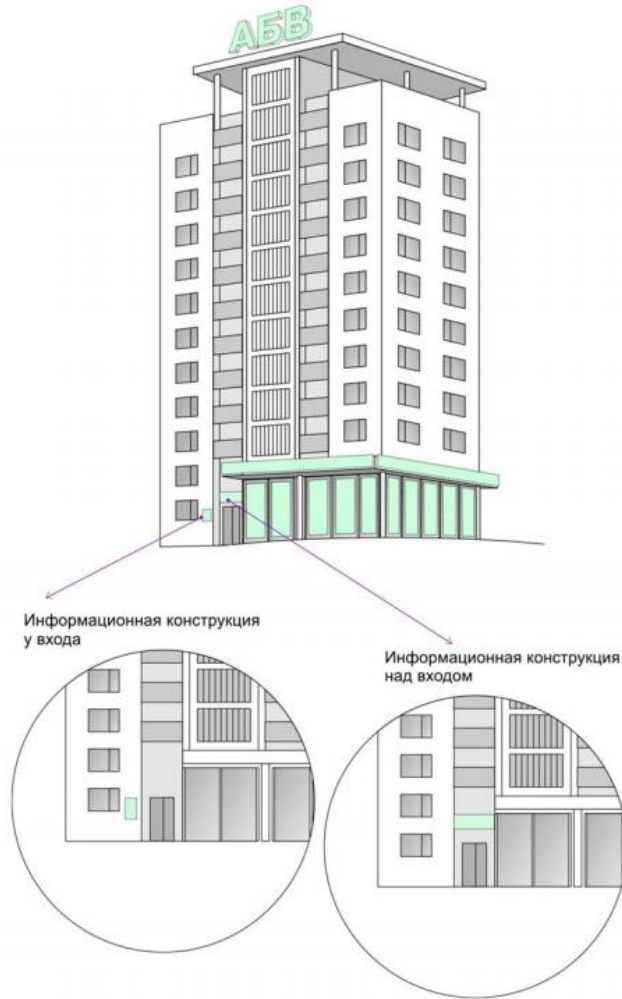 АБВ
Информационная конструкция
у входа
Информационная конструкция
над входом